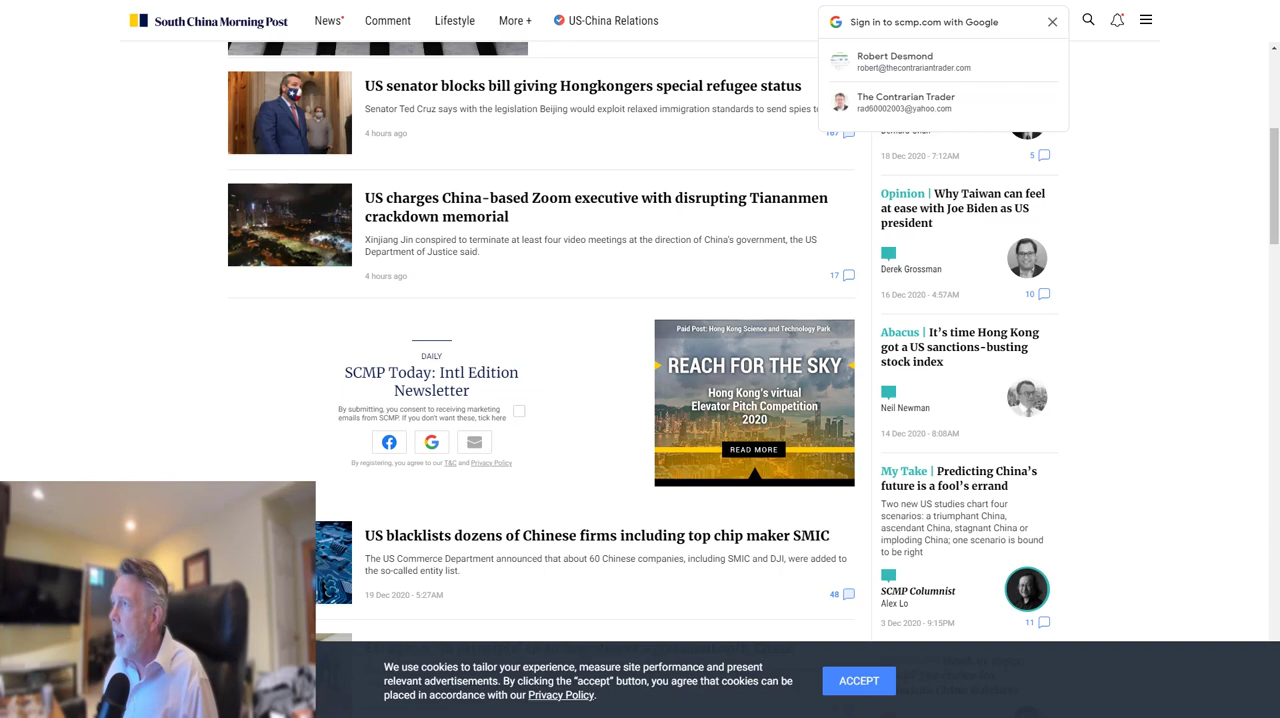 South China Morning Post
News
Comment
Lifestyle
More +
US-China Relations
Sign in to scmp.com with Google
Robert Desmond
robert@thecontrariantrader.com
The Contrarian Trader
rad60002003@yahoo.com
US senator blocks bill giving Hongkongers special refugee status
Senator Ted Cruz says with the legislation Beijing would exploit relaxed immigration standards to send spies
4 hours ago
167
US charges China-based Zoom executive with disrupting Tiananmen
crackdown memorial
Xinjiang Jin conspired to terminate at least four video meetings at the direction of China's government, the US
Department of Justice said.
4 hours ago
17
DAILY
SCMP Today: Intl Edition
Newsletter
By submitting, you consent to receiving marketing
emails from SCMP. If you don't want these, tick here
By registering, you agree to our T&C and Privacy Policy
Paid Post: Hong Kong Science and Technology Park
REACH FOR THE SKY
Hong Kong's virtual
Elevator Pitch Competition
2020
READ MORE
US blacklists dozens of Chinese firms including top chip maker SMIC
The US Commerce Department announced that about 60 Chinese companies, including SMIC and DJI, were added to
the so-called entity list.
19 Dec 2020 - 5:27AM
48
18 Dec 2020 - 7:12AM
5
Opinion | Why Taiwan can feel
at ease with Joe Biden as US
president
Derek Grossman
16 Dec 2020 - 4:57AM
10
Abacus | It's time Hong Kong
got a US sanctions-busting
stock index
Neil Newman
14 Dec 2020 - 8:08AM
My Take | Predicting China's
future is a fool's errand
Two new US studies chart four
scenarios: a triumphant China,
ascendant China, stagnant China or
imploding China; one scenario is bound
to be right
SCMP Columnist
Alex Lo
3 Dec 2020 - 9:15PM
11
We use cookies to tailor your experience, measure site performance and present
relevant advertisements. By clicking the "accept" button, you agree that cookies can be
placed in accordance with our Privacy Policy.
ACCEPT